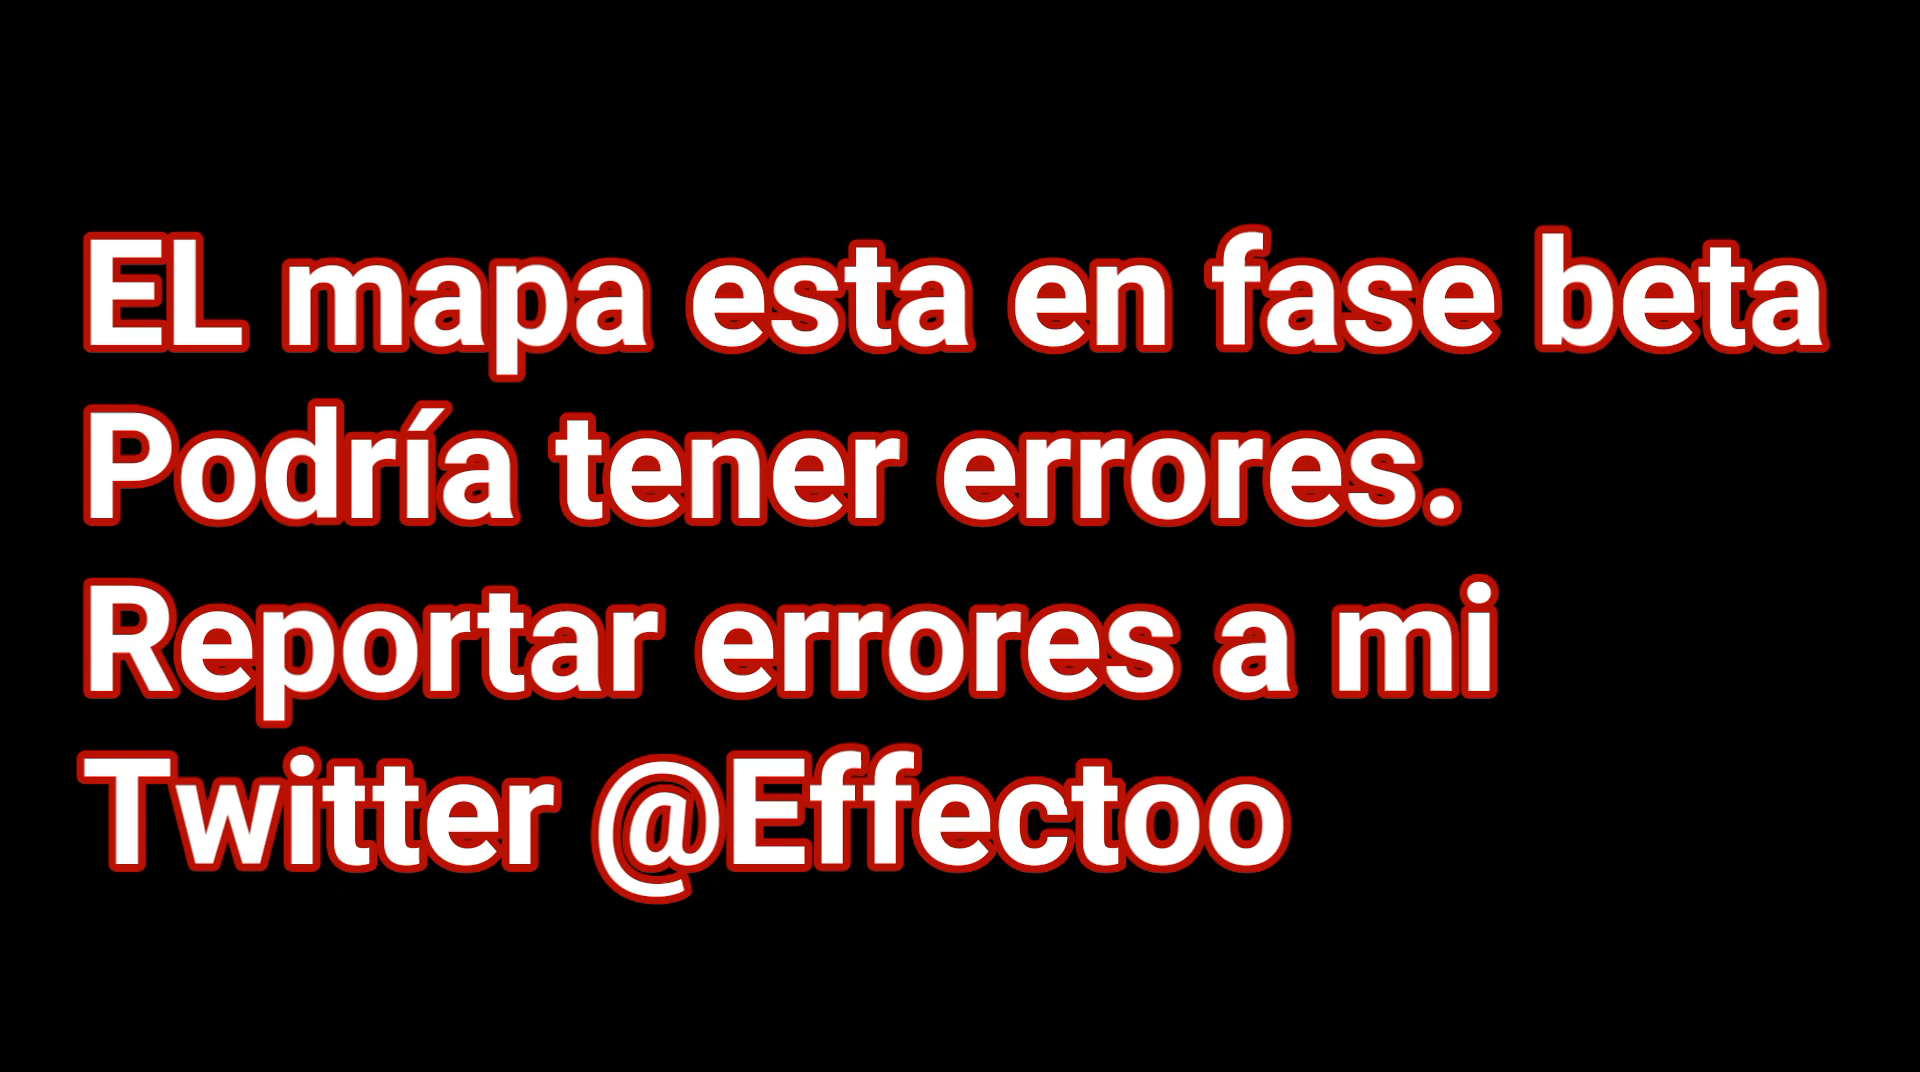 EL mapa esta en fase beta
Podría tener errores.
Reportar errores a mi
Twitter @Effectoo